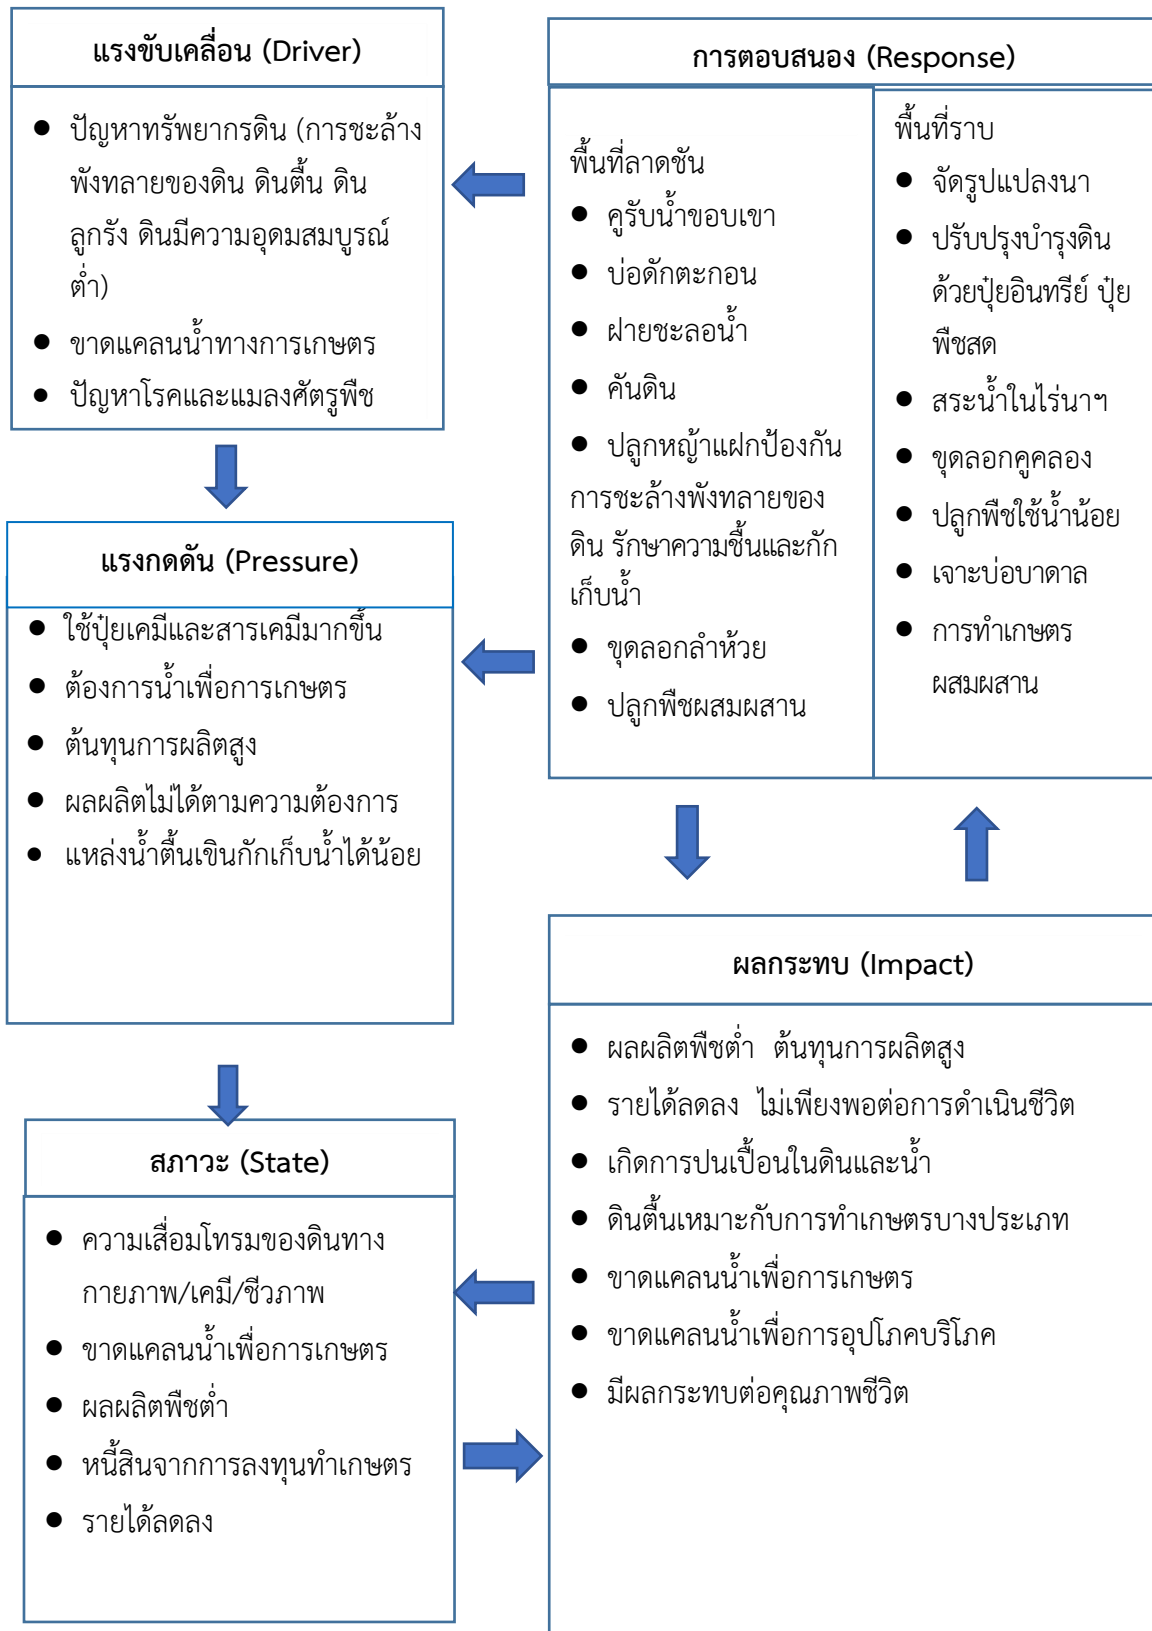 แรงขับเคลื่อน (Driver)
● ปัญหาทรัพยากรดิน (การชะล้าง
พังทลายของดิน ดินตื้น ดิน
ลูกรัง ดินมีความอุดมสมบูรณ์
ต่ำ)
● ขาดแคลนน้ำทางการเกษตร
● ปัญหาโรคและแมลงศัตรูพืช
แรงกดดัน (Pressure)
● ใช้ปุ๋ยเคมีและสารเคมีมากขึ้น
● ต้องการน้ำเพื่อการเกษตร
● ต้นทุนการผลิตสูง
● ผลผลิตไม่ได้ตามความต้องการ
● แหล่งน้ำตื้นเขินกักเก็บน้ำได้น้อย
สภาวะ (State)
● ความเสื่อมโทรมของดินทาง
กายภาพ/เคมี/ชีวภาพ
● ขาดแคลนน้ำเพื่อการเกษตร
● ผลผลิตพืชต่ำ
● หนี้สินจากการลงทุนทำเกษตร
● รายได้ลดลง
การตอบสนอง (Response)
พื้นที่ลาดชัน
● คูรับน้ำขอบเขา
● บ่อดักตะกอน
● ฝายชะลอน้ำ
● คันดิน
● ปลูกหญ้าแฝกป้องกัน
การชะล้างพังทลายของ
ดิน รักษาความชื้นและกัก
เก็บน้ำ
● ขุดลอกลำห้วย
● ปลูกพืชผสมผสาน
พื้นที่ราบ
● จัดรูปแปลงนา
● ปรับปรุงบำรุงดิน
ด้วยปุ๋ยอินทรีย์ ปุ๋ย
พืชสด
● สระน้ำในไร่นาฯ
● ขุดลอกคูคลอง
● ปลูกพืชใช้น้ำน้อย
● เจาะบ่อบาดาล
● การทำเกษตร
ผสมผสาน
ผลกระทบ (Impact)
● ผลผลิตพืชต่ำ ต้นทุนการผลิตสูง
● รายได้ลดลง ไม่เพียงพอต่อการดำเนินชีวิต
● เกิดการปนเปื้อนในดินและน้ำ
● ดินตื้นเหมาะกับการทำเกษตรบางประเภท
● ขาดแคลนน้ำเพื่อการเกษตร
● ขาดแคลนน้ำเพื่อการอุปโภคบริโภค
● มีผลกระทบต่อคุณภาพชีวิต